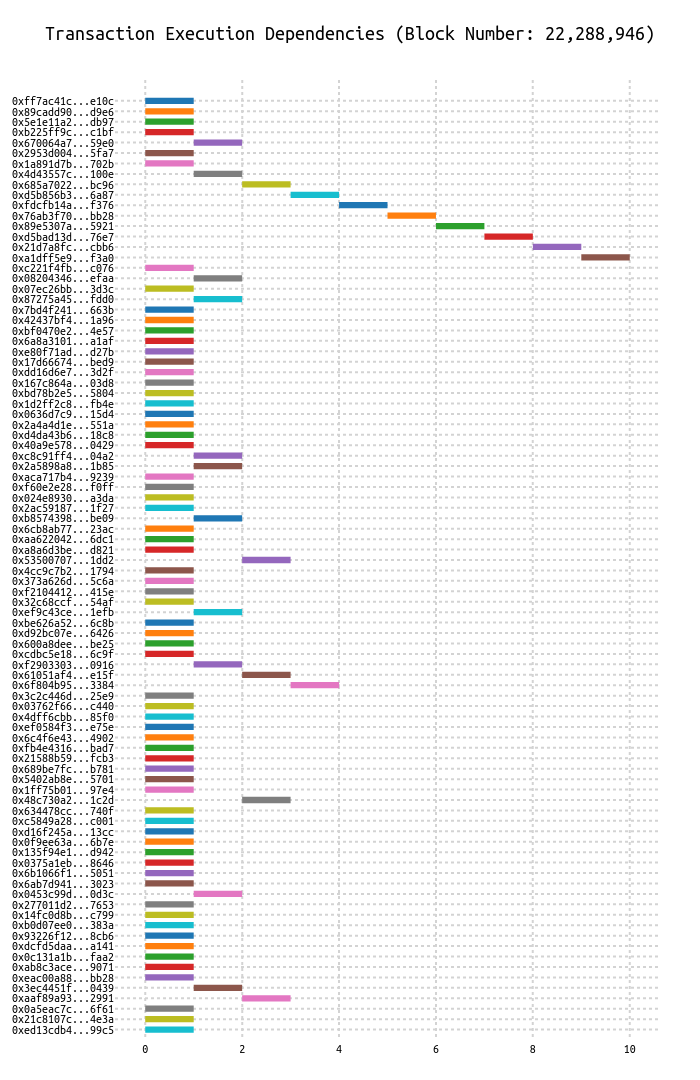 Transaction Execution Dependencies (Block Number: 22,288,946)
0xff7ac41c...e10c
0x89cadd90...d9e6
0x5e1e11a2...db97
0xb225ff9c...c1bf
0x670064a7...59e0
0x2953d004...5fa7
0x1a891d7b...702b
0x4d43557c...100e
0x685a7022...bc96
0xd5b856b3...6a87
0xfdcfb14a...f376
0x76ab3f70...bb28
0x89e5307a...5921
0xd5bad13d...76e7
0x21d7a8fc...cbb6
0xa1dff5e9...f3a0
0xc221f4fb...c076
0x08204346...efaa
0x07ec26bb...3d3c
0x87275a45...fdd0
0x7bd4f241...663b
0x42437bf4...1a96
0xbf0470e2...4e57
0x6a8a3101...a1af
0xe80f71ad...d27b
0x17d66674...bed9
0xdd16d6e7...3d2f
0x167c864a...03d8
0xbd78b2e5...5804
0x1d2ff2c8...fb4e
0x0636d7c9...15d4
0x2a4a4d1e...551a
0xd4da43b6...18c8
0x40a9e578...0429
0xc8c91ff4...04a2
0x2a5898a8...1b85
0xaca717b4...9239
0xf60e2e28...f0ff
0x024e8930...a3da
0x2ac59187...1f27
0xb8574398...be09
0x6cb8ab77...23ac
0xaa622042...6dc1
0xa8a6d3be...d821
0x53500707...1dd2
0x4cc9c7b2...1794
0x373a626d...5c6a
0xf2104412...415e
0x32c68ccf...54af
0xef9c43ce...1efb
0xbe626a52...6c8b
0xd92bc07e...6426
0x600a8dee...be25
0xcdbc5e18...6c9f
0xf2903303...0916
0x61051af4...e15f
0x6f804b95...3384
0x3c2c446d...25e9
0x03762f66...c440
0x4dff6cbb...85f0
0xef0584f3...e75e
0x6c4f6e43...4902
0xfb4e4316...bad7
0x21588b59...fcb3
0x689be7fc...b781
0x5402ab8e...5701
0x1ff75b01...97e4
0x48c730a2...1c2d
0x634478cc...740f
0xc5849a28...c001
0xd16f245a...13cc
0x0f9ee63a...6b7e
0x135f94e1...d942
0x0375a1eb...8646
0x6b1066f1...5051
0x6ab7d941...3023
0x0453c99d...0d3c
0x277011d2...7653
0x14fc0d8b...c799
0xb0d07ee0...383a
0x93226f12...8cb6
0xdcfd5daa...a141
0x0c131a1b...faa2
0xab8c3ace...9071
0xeac00a88...bb28
0x3ec4451f...0439
0xaaf89a93...2991
0x0a5eac7c...6f61
0x21c8107c...4e3a
0xed13cdb4...99c5
0 2 4 6 8 10